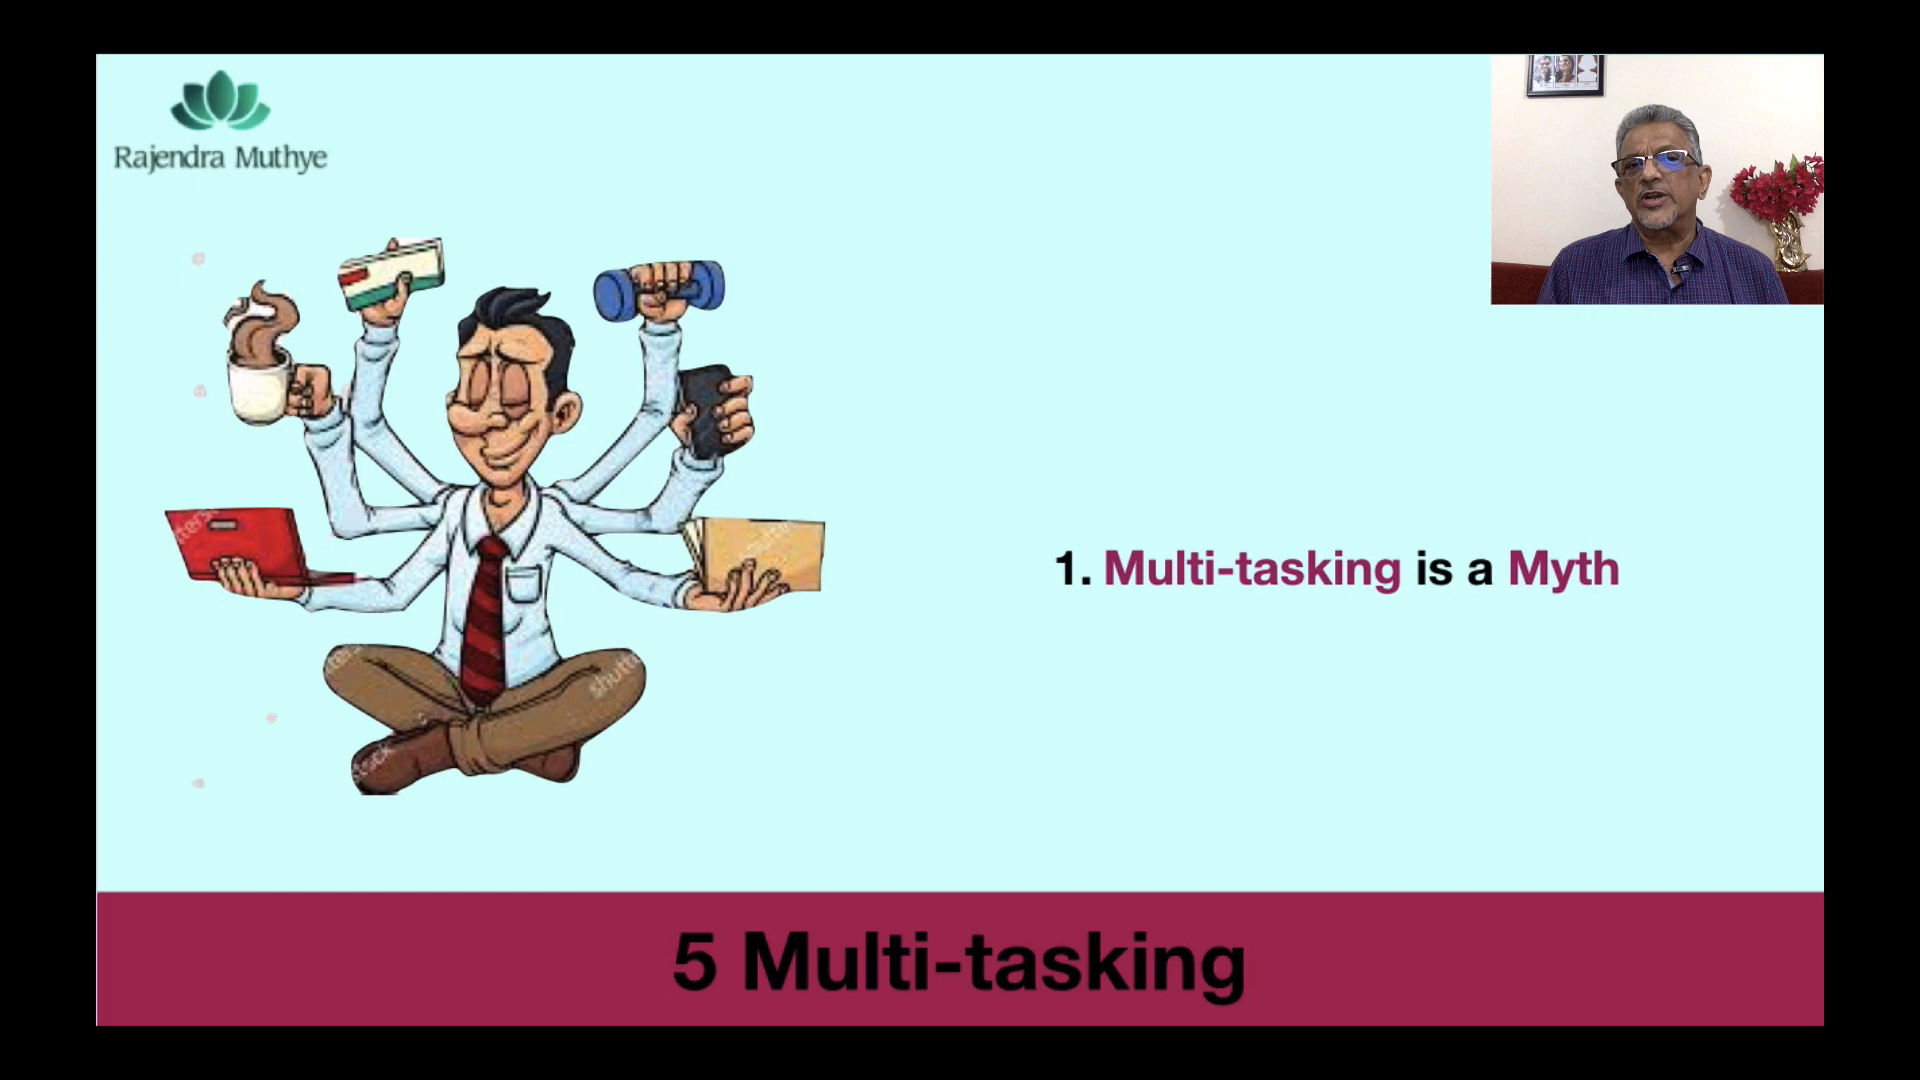 Rajendra Muthye
1. Multi-tasking is a Myth
5 Multi-tasking